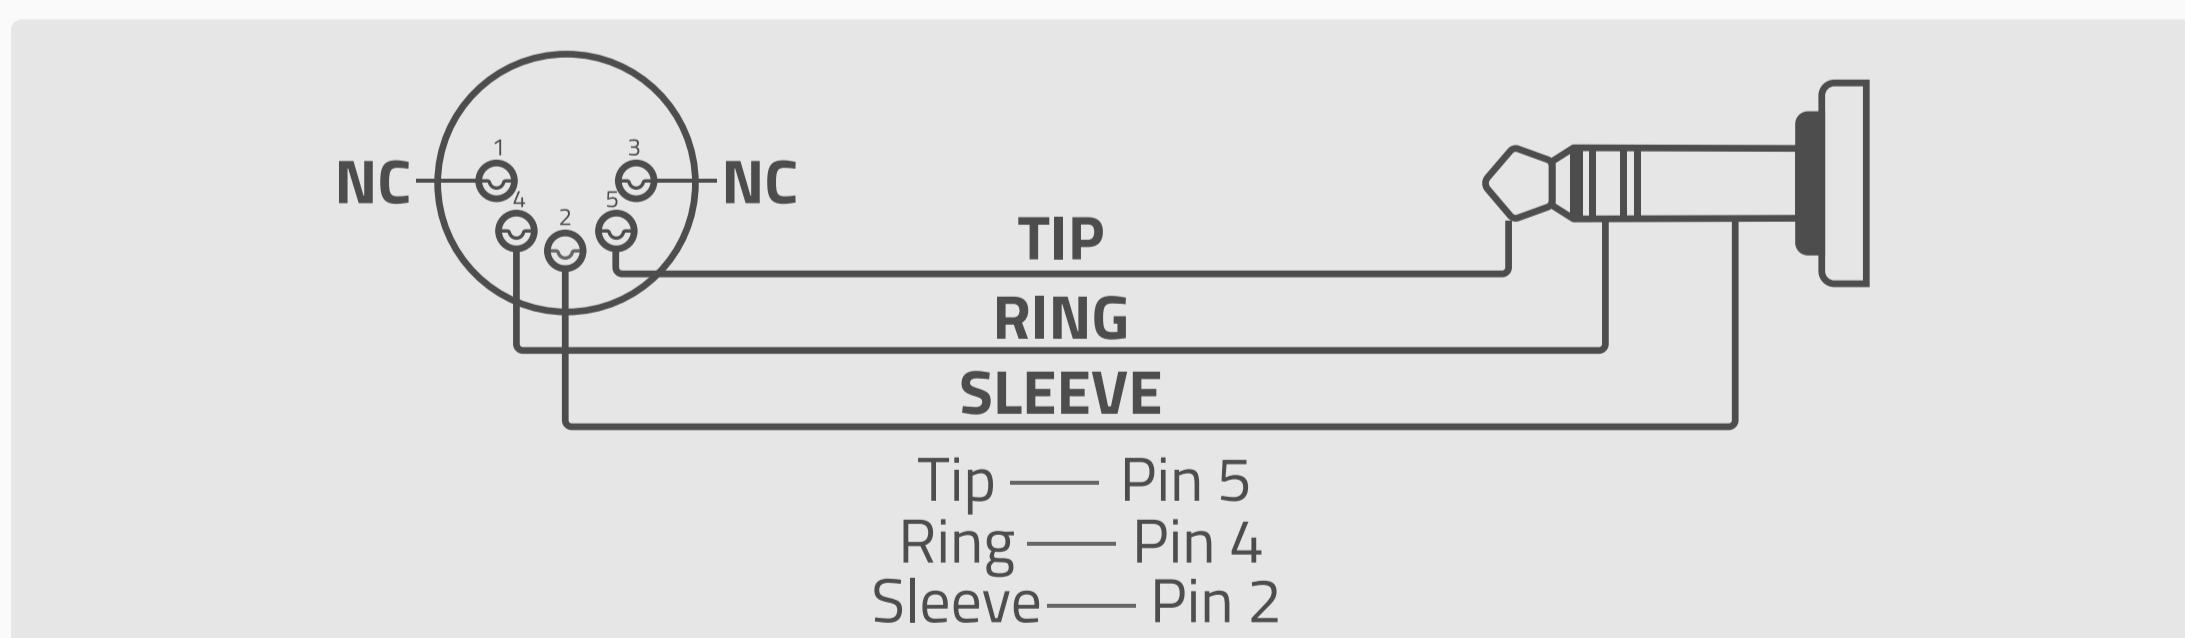 1 3
NC NC
4 5
2
TIP
RING
SLEEVE
Tip — Pin 5
Ring — Pin 4
Sleeve — Pin 2